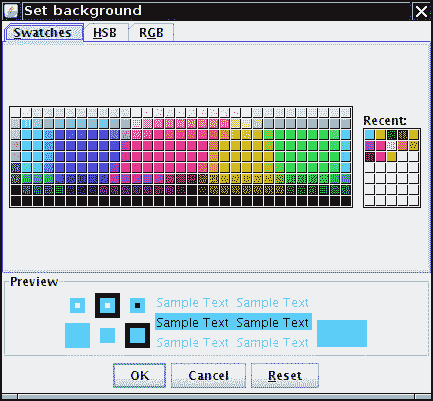 Set background
Swatches HSB RGB
Recent:
Preview
Sample Text Sample Text
Sample Text Sample Text
Sample Text Sample Text
OK Cancel Reset